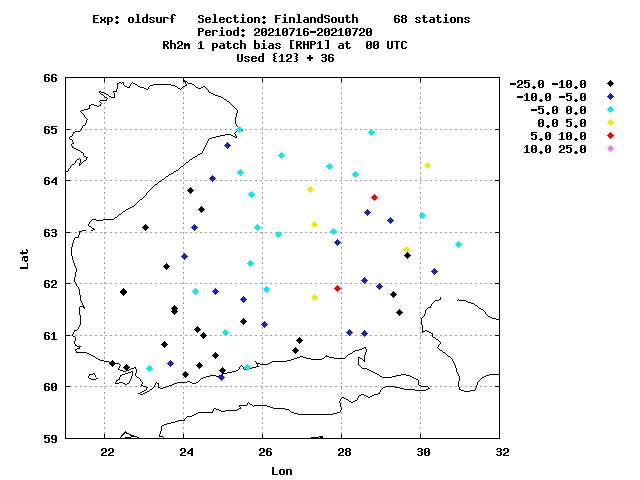 Exp: oldsurf Selection: FinlandSouth 68 stations
Period: 20210716-20210720
Rh2m 1 patch bias [RHP1] at 00 UTC
Used {12} + 36
-25.0 -10.0
-10.0 -5.0
-5.0 0.0
0.0 5.0
5.0 10.0
10.0 25.0
66
65
64
63
62
61
60
59
Lat
22 24 26 28 30 32
Lon